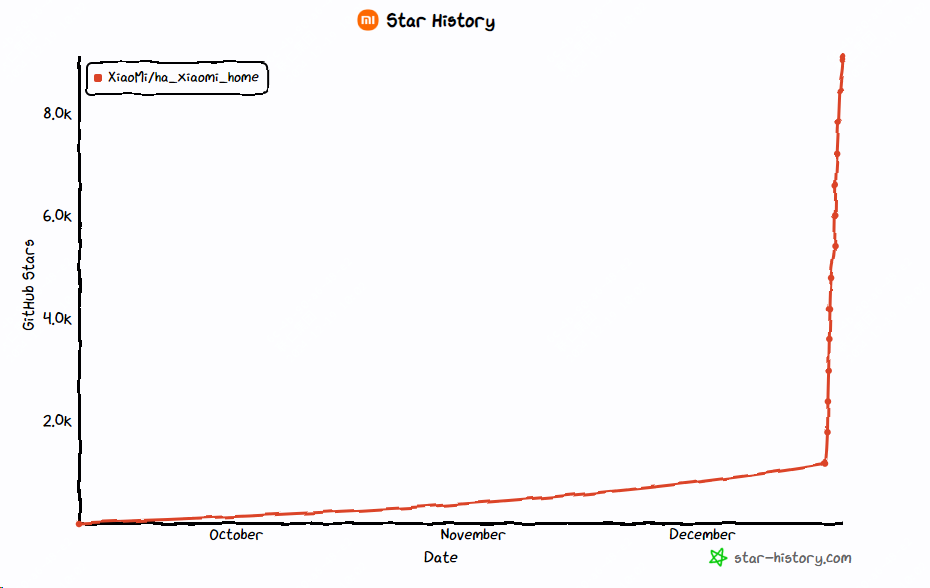 mi Star History
XiaoMi/ha_xiaomi_home
8.0k
6.0k
4.0k
2.0k
GitHub Stars
October November December
Date
star-history.com